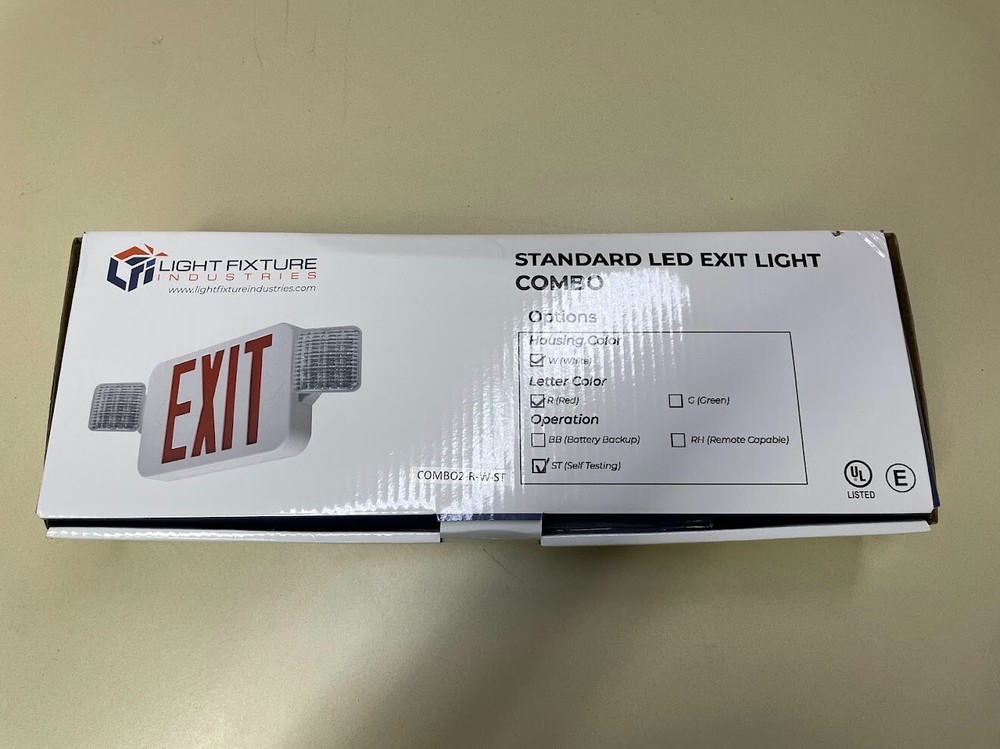 LIGHT FIXTURE
INDUSTRIES
www.lightfixtureindustries.com
EXIT
COMBO2-R-W-ST
STANDARD LED EXIT LIGHT
COMBO
Options
Housing Color
W (White)
Letter Color
R (Red) G (Green)
Operation
BB (Battery Backup) RH (Remote Capable)
ST (Self Testing)
UL
LISTED
E